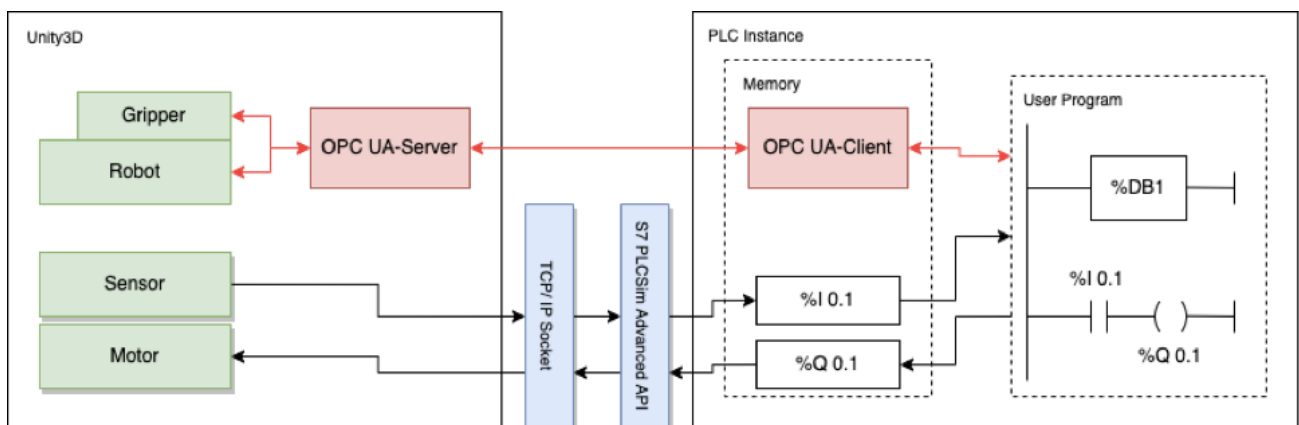 Unity3D
Gripper
Robot
OPC UA-Server
Sensor
Motor
TCP/ IP Socket
S7 PLCSim Advanced API
PLC Instance
Memory
OPC UA-Client
%I 0.1
%Q 0.1
User Program
%DB1
%I 0.1
%Q 0.1